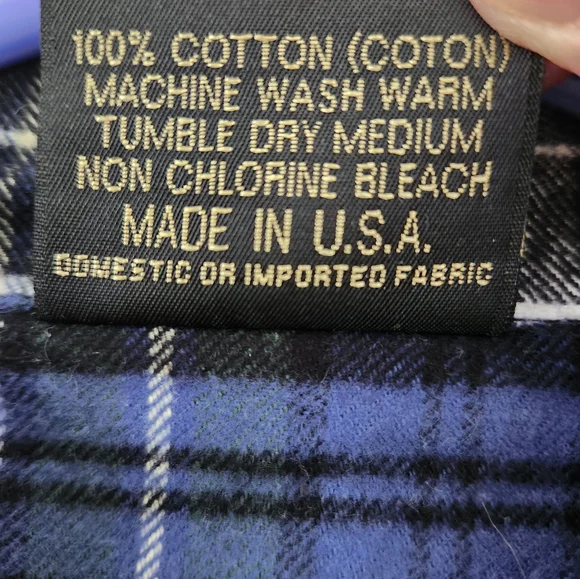 100% COTTON (COTON)
MACHINE WASH WARM
TUMBLE DRY MEDIUM
NON CHLORINE BLEACH
MADE IN U.S.A.
DOMESTIC OR IMPORTED FABRIC